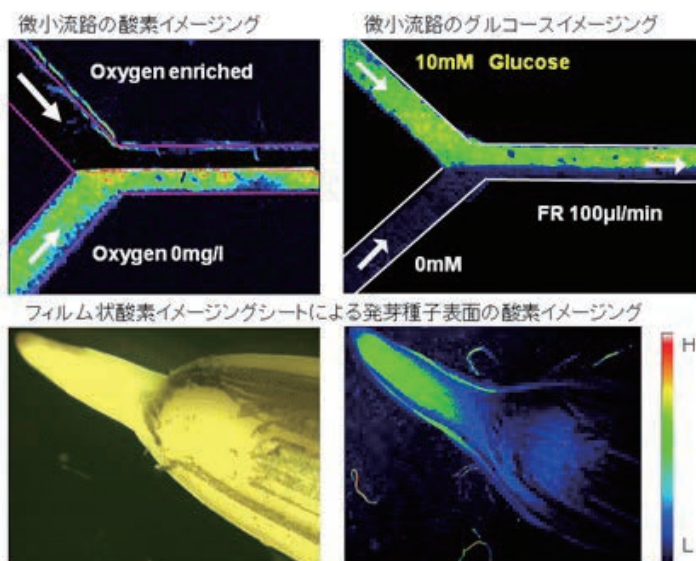 微小流路の酸素イメージング
微小流路のグルコースイメージング
Oxygen enriched
Oxygen 0mg/l
10mM Glucose
FR 100µl/min
0mM
フィルム状酸素イメージングシートによる発芽種子表面の酸素イメージング
H
L